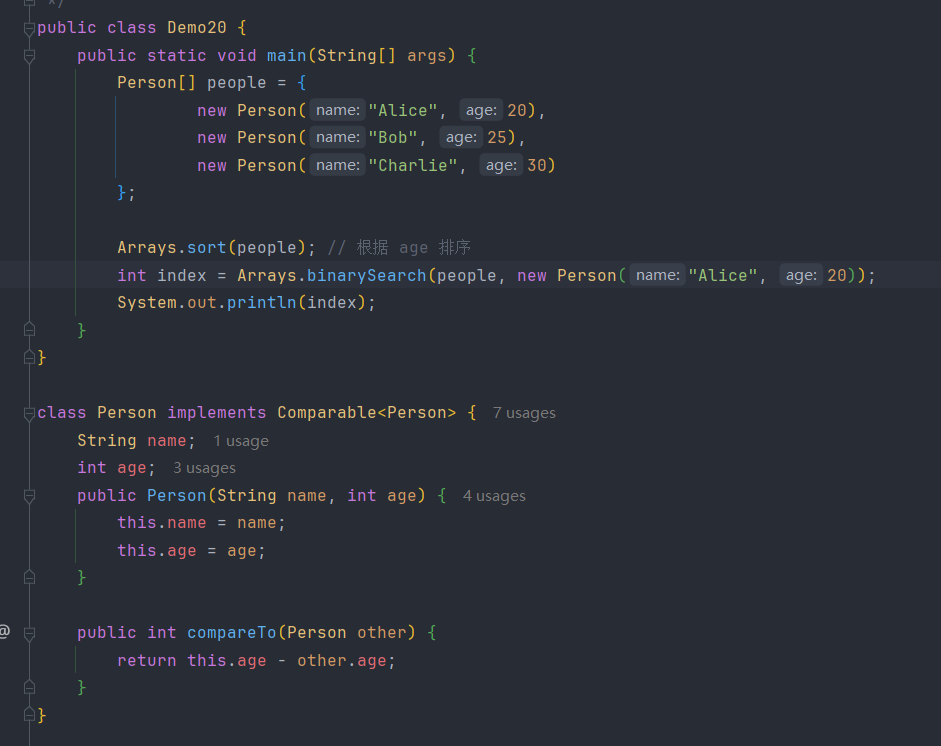 */
public class Demo20 {
public static void main(String[] args) {
Person[] people = {
new Person( name: "Alice", age: 20),
new Person( name: "Bob", age: 25),
new Person( name: "Charlie", age: 30)
};
Arrays.sort(people); // 根据 age 排序
int index = Arrays.binarySearch(people, new Person( name: "Alice", age: 20));
System.out.println(index);
}
}
class Person implements Comparable<Person> { 7 usages
String name; 1 usage
int age; 3 usages
public Person(String name, int age) { 4 usages
this.name = name;
this.age = age;
}
@ public int compareTo(Person other) {
return this.age - other.age;
}
}